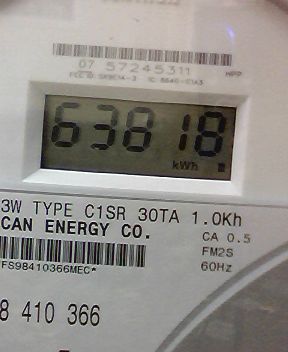 07 57245311
HPP
63818
kWh
3W TYPE C1SR 30TA 1.0Kh
CAN ENERGY CO.
CA 0.5
FM2S
60Hz
FS98410366MEC*
8 410 366